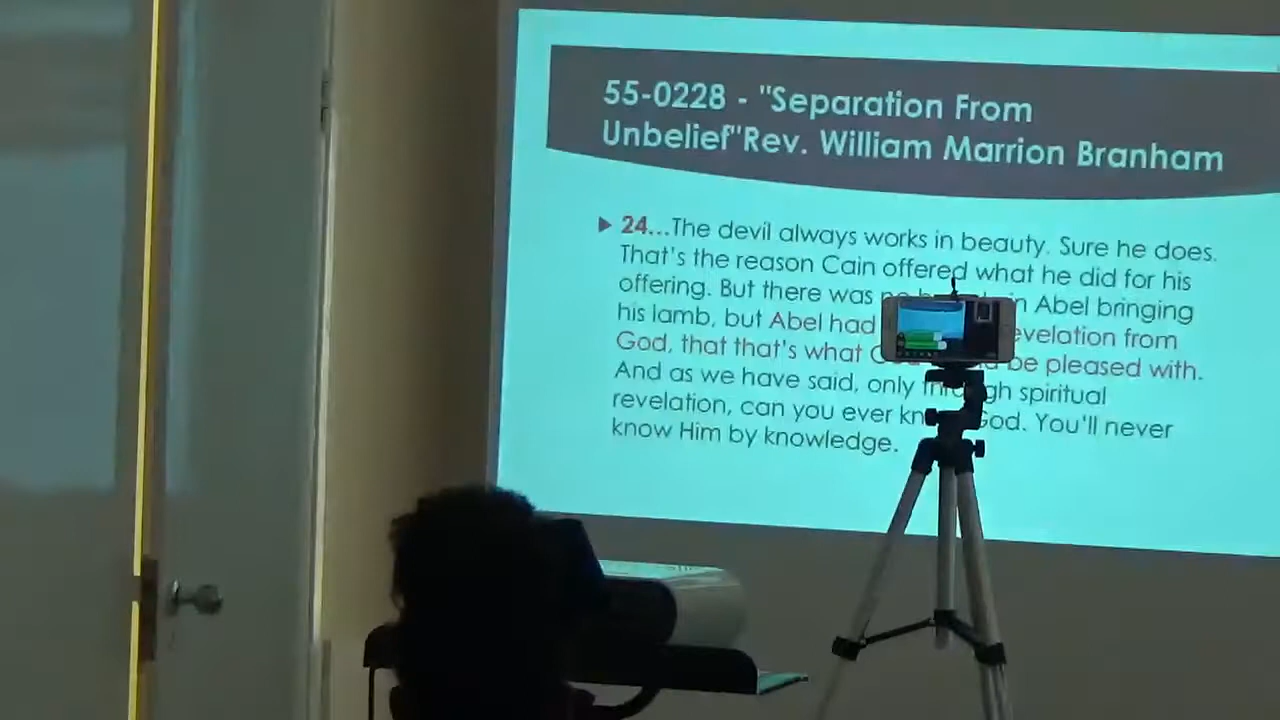 55-0228 - "Separation From
Unbelief"Rev. William Marrion Branham
24...The devil always works in beauty. Sure he does.
That's the reason Cain offered what he did for his
offering. But there was no in Abel bringing
his lamb, but Abel had evelation from
God, that that's what be pleased with.
And as we have said, only through spiritual
revelation, can you ever God. You'll never
know Him by knowledge.